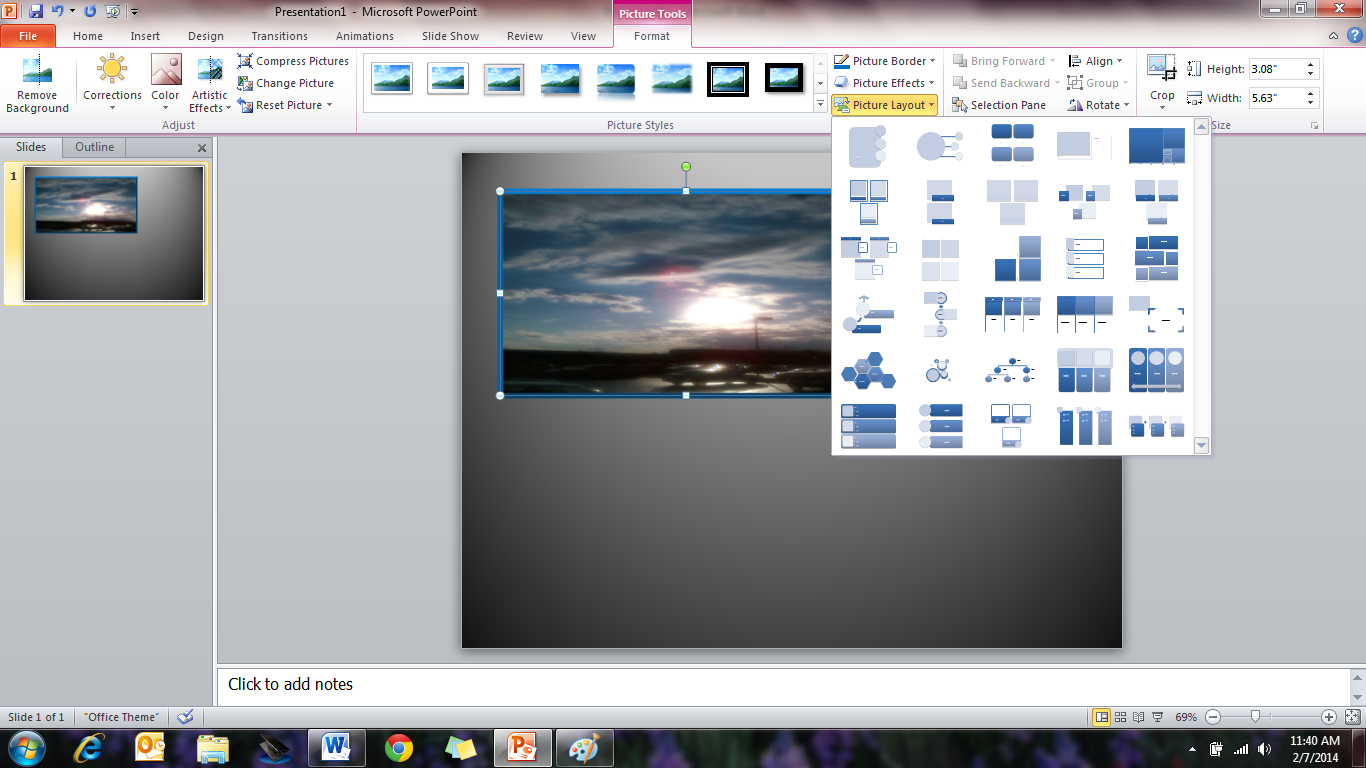 Presentation1 - Microsoft PowerPoint
Picture Tools
File Home Insert Design Transitions Animations Slide Show Review View Format
Remove Background
Corrections
Color
Artistic Effects
Compress Pictures
Change Picture
Reset Picture
Adjust
Picture Styles
Picture Border
Picture Effects
Picture Layout
Bring Forward
Send Backward
Selection Pane
Align
Group
Rotate
Crop
Height: 3.08"
Width: 5.63"
Size
Slides Outline
1
Click to add notes
Slide 1 of 1 "Office Theme" 69%
11:40 AM
2/7/2014